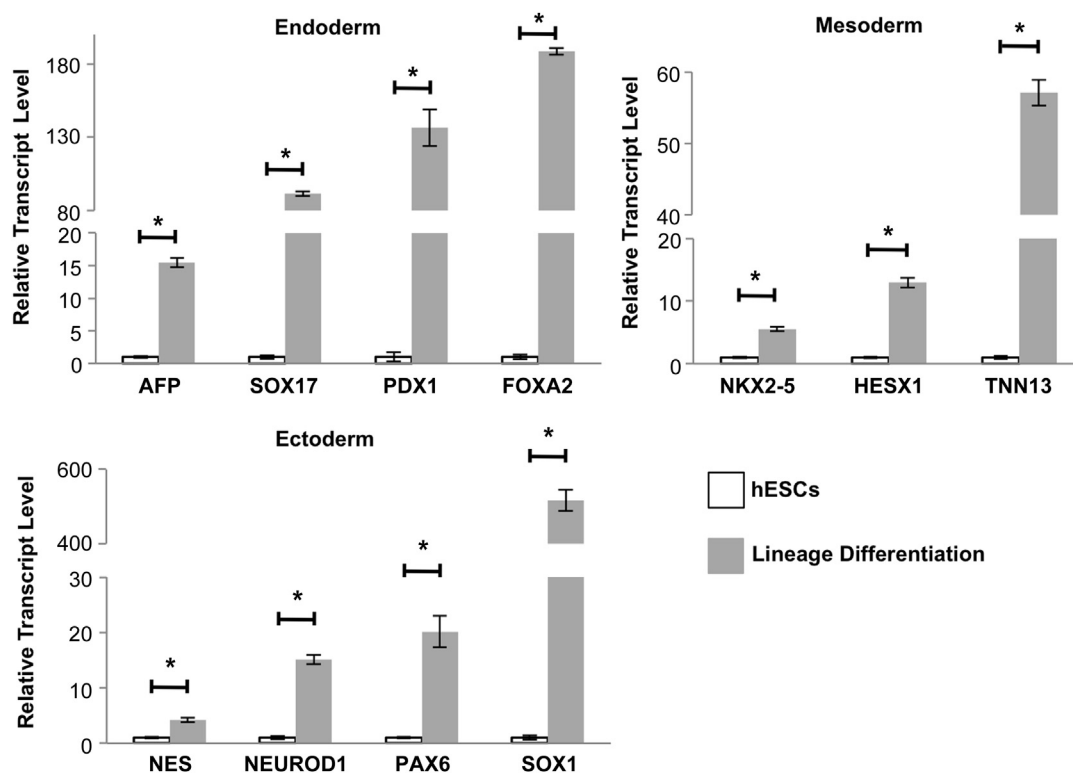 Endoderm
*
*
*
*
Relative Transcript Level
180
130
80
20
15
10
5
0
AFP SOX17 PDX1 FOXA2
Mesoderm
*
*
*
Relative Transcript Level
60
50
40
20
10
0
NKX2-5 HESX1 TNN13
Ectoderm
*
*
*
*
Relative Transcript Level
600
400
30
20
10
0
NES NEUROD1 PAX6 SOX1
hESCs
Lineage Differentiation